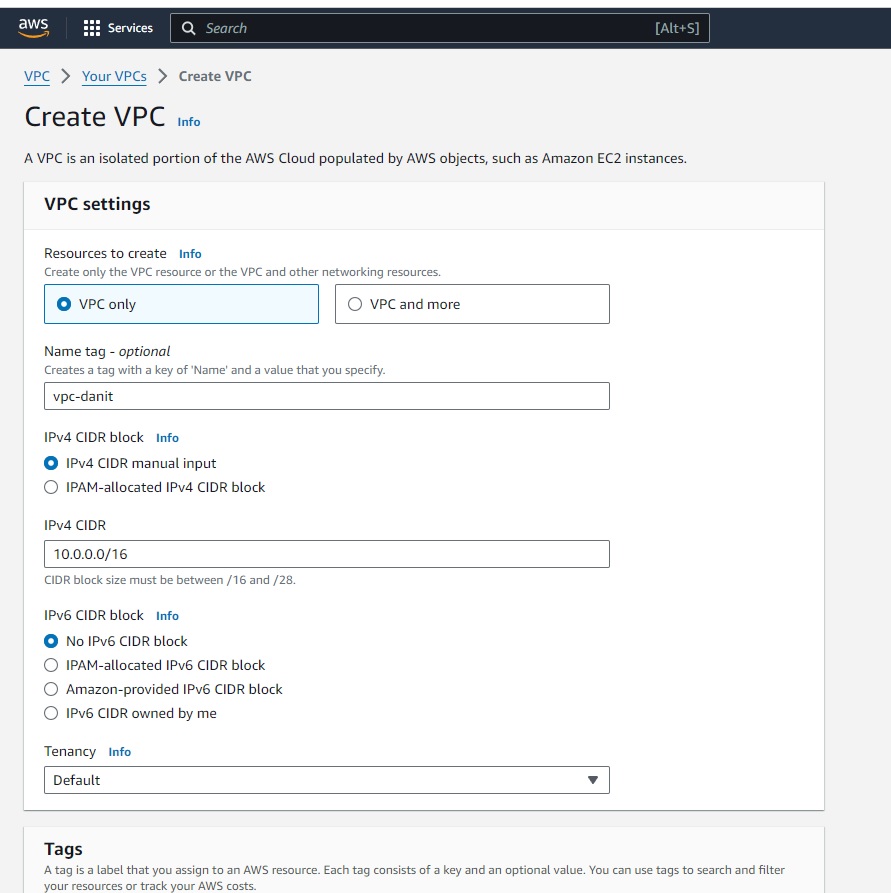 aws
Services
Search
[Alt+S]
VPC > Your VPCs > Create VPC
Create VPC Info
A VPC is an isolated portion of the AWS Cloud populated by AWS objects, such as Amazon EC2 instances.
VPC settings
Resources to create Info
Create only the VPC resource or the VPC and other networking resources.
VPC only
VPC and more
Name tag - optional
Creates a tag with a key of 'Name' and a value that you specify.
vpc-danit
IPv4 CIDR block Info
IPv4 CIDR manual input
IPAM-allocated IPv4 CIDR block
IPv4 CIDR
10.0.0.0/16
CIDR block size must be between /16 and /28.
IPv6 CIDR block Info
No IPv6 CIDR block
IPAM-allocated IPv6 CIDR block
Amazon-provided IPv6 CIDR block
IPv6 CIDR owned by me
Tenancy Info
Default
Tags
A tag is a label that you assign to an AWS resource. Each tag consists of a key and an optional value. You can use tags to search and filter
your resources or track your AWS costs.